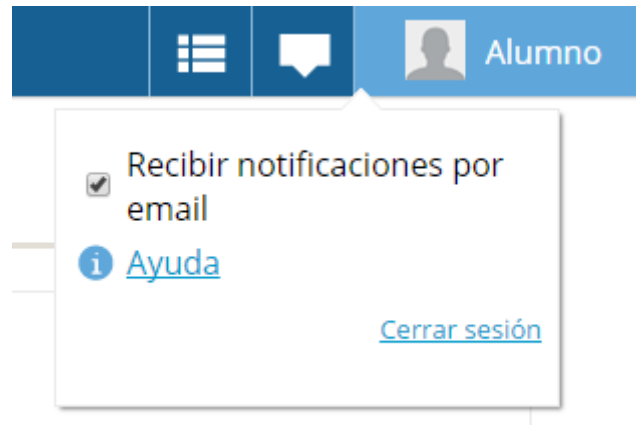 Alumno
Recibir notificaciones por
email
Ayuda
Cerrar sesión